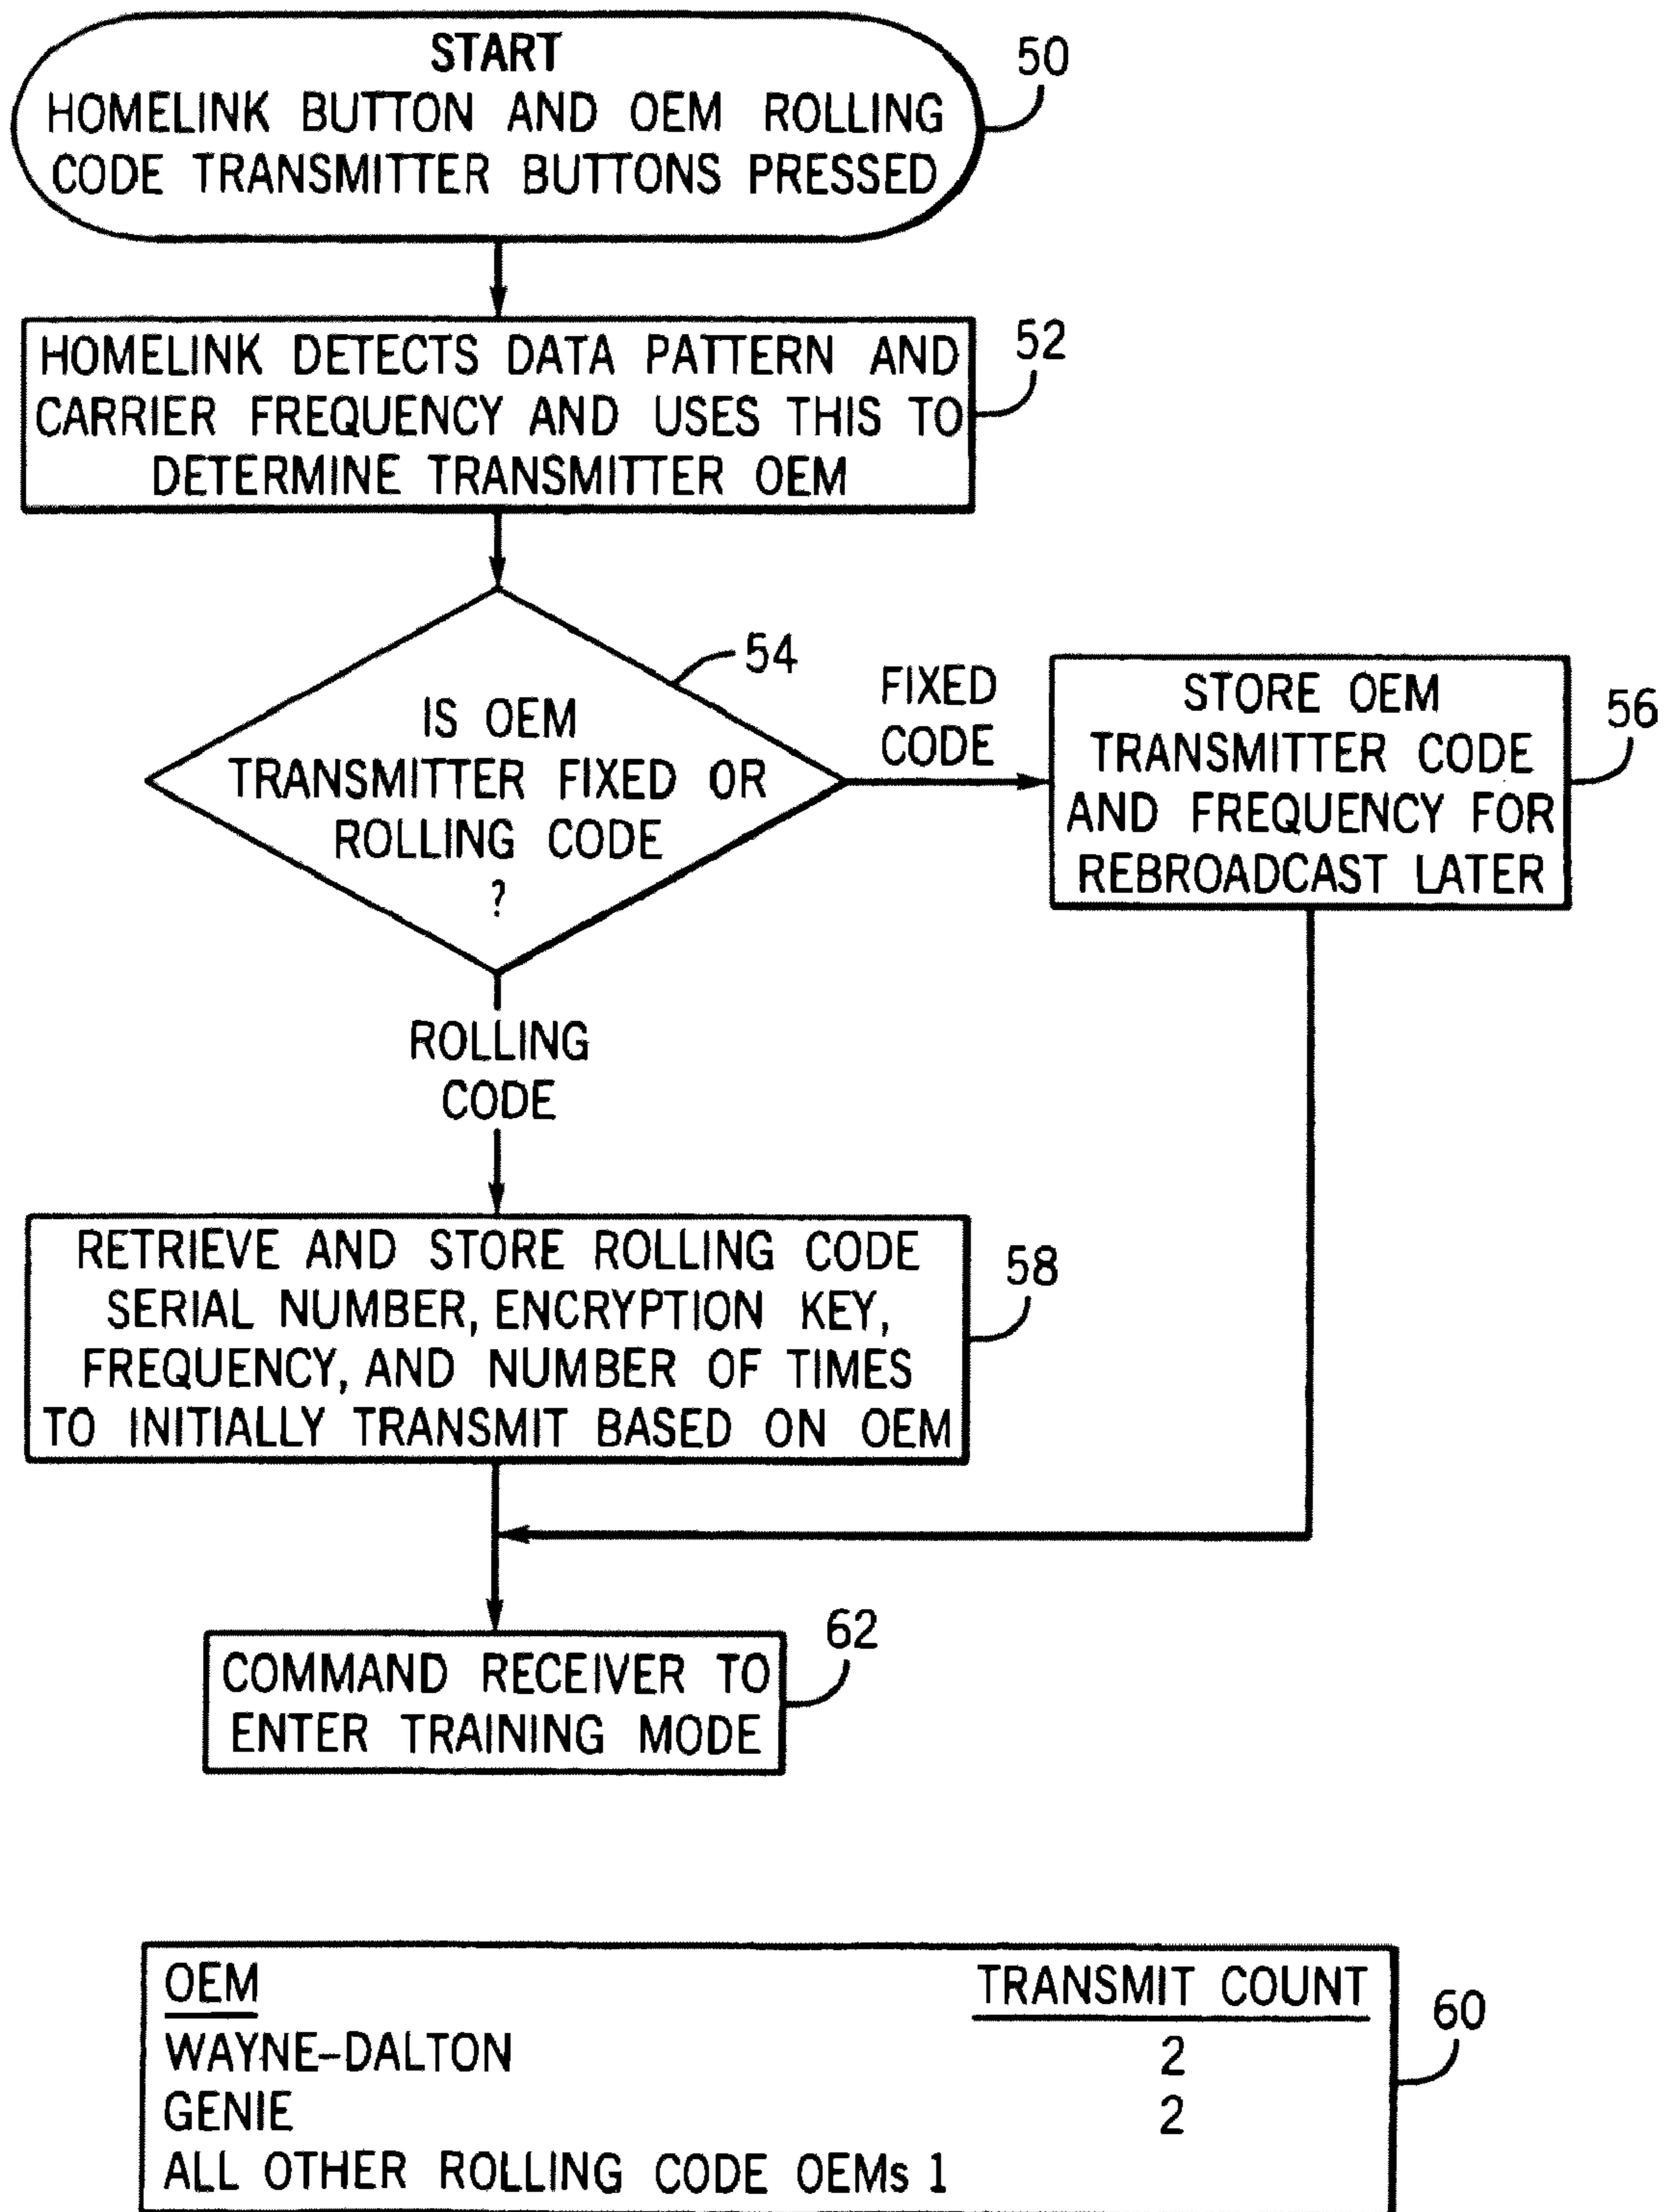 START
HOMELINK BUTTON AND OEM ROLLING
CODE TRANSMITTER BUTTONS PRESSED
50
HOMELINK DETECTS DATA PATTERN AND
CARRIER FREQUENCY AND USES THIS TO
DETERMINE TRANSMITTER OEM
52
54
IS OEM
TRANSMITTER FIXED OR
ROLLING CODE
?
FIXED
CODE
STORE OEM
TRANSMITTER CODE
AND FREQUENCY FOR
REBROADCAST LATER
56
ROLLING
CODE
RETRIEVE AND STORE ROLLING CODE
SERIAL NUMBER, ENCRYPTION KEY,
FREQUENCY, AND NUMBER OF TIMES
TO INITIALLY TRANSMIT BASED ON OEM
58
COMMAND RECEIVER TO
ENTER TRAINING MODE
62
OEM TRANSMIT COUNT
WAYNE-DALTON 2
GENIE 2
ALL OTHER ROLLING CODE OEMs 1
60